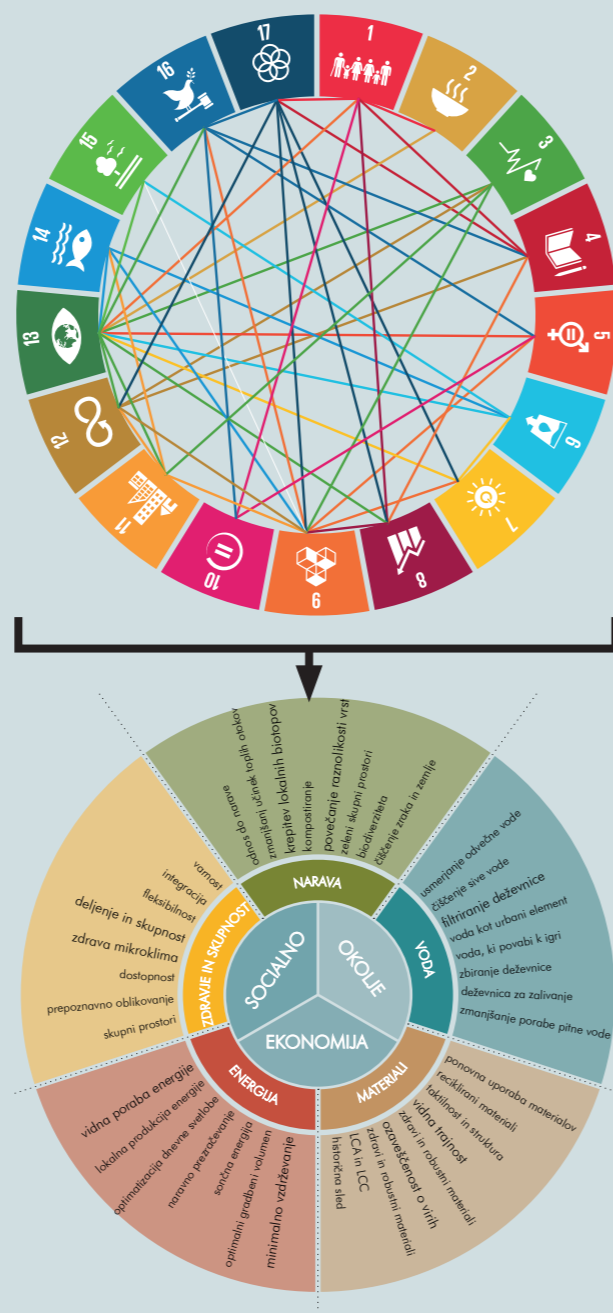 1
2
3
4
5
6
7
8
9
10
11
12
13
14
15
16
17
odnos do narave
zmanjšanj učinek toplih otokov
krepitev lokalnih biotopov
kompostiranje
povečanje raznolikosti vrst
zeleni skupni prostori
biodiverziteta
čiščenje zraka in zemlje
usmerjanje odvečne vode
čiščenje sive vode
filtriranje deževnice
voda kot urbani element
voda, ki povabi k igri
zbiranje deževnice
deževnica za zalivanje
zmanjšanje porabe pitne vode
ponovna uporaba materialov
reciklirani materiali
taktilnost in struktura
zdravi in robustni materiali
vidna trajnost
ozaveščenost o virih
zdravi in robustni materiali
LCA in LCC
historična sled
minimalno vzdrževanje
optimalni gradbeni volumen
sončna energija
naravno prezračevanje
optimatizacija dnevne svetlobe
lokalna produkcija energije
vidna poraba energije
skupni prostori
prepoznavno oblikovanje
dostopnost
zdrava mikroklima
deljenje in skupnost
fleksibilnost
integracija
varnost
NARAVA
VODA
MATERIALI
ENERGIJA
ZDRAVJE IN SKUPNOST
SOCIALNO
OKOLJE
EKONOMIJA